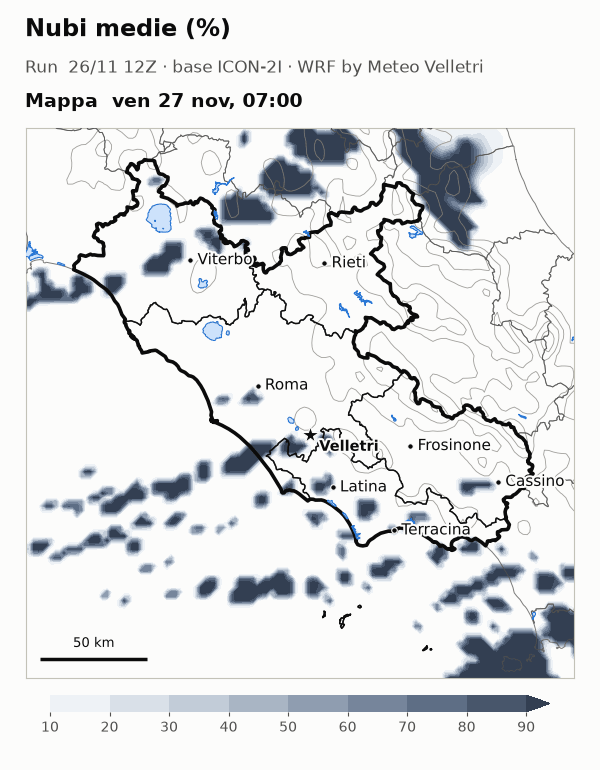 Nubi medie (%)
Run  26/11 12Z · base ICON-2I · WRF by Meteo Velletri
Mappa  ven 27 nov, 07:00
Viterbo
Rieti
Roma
Velletri
Frosinone
Cassino
Latina
Terracina
50 km
10 20 30 40 50 60 70 80 90